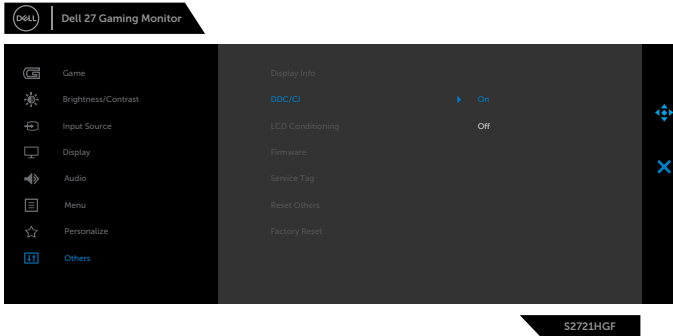 DELL
Dell 27 Gaming Monitor
Game
Brightness/Contrast
Input Source
Display
Audio
Menu
Personalize
Others
Display Info
DDC/CI
On
LCD Conditioning
Off
Firmware
Service Tag
Reset Others
Factory Reset
S2721HGF